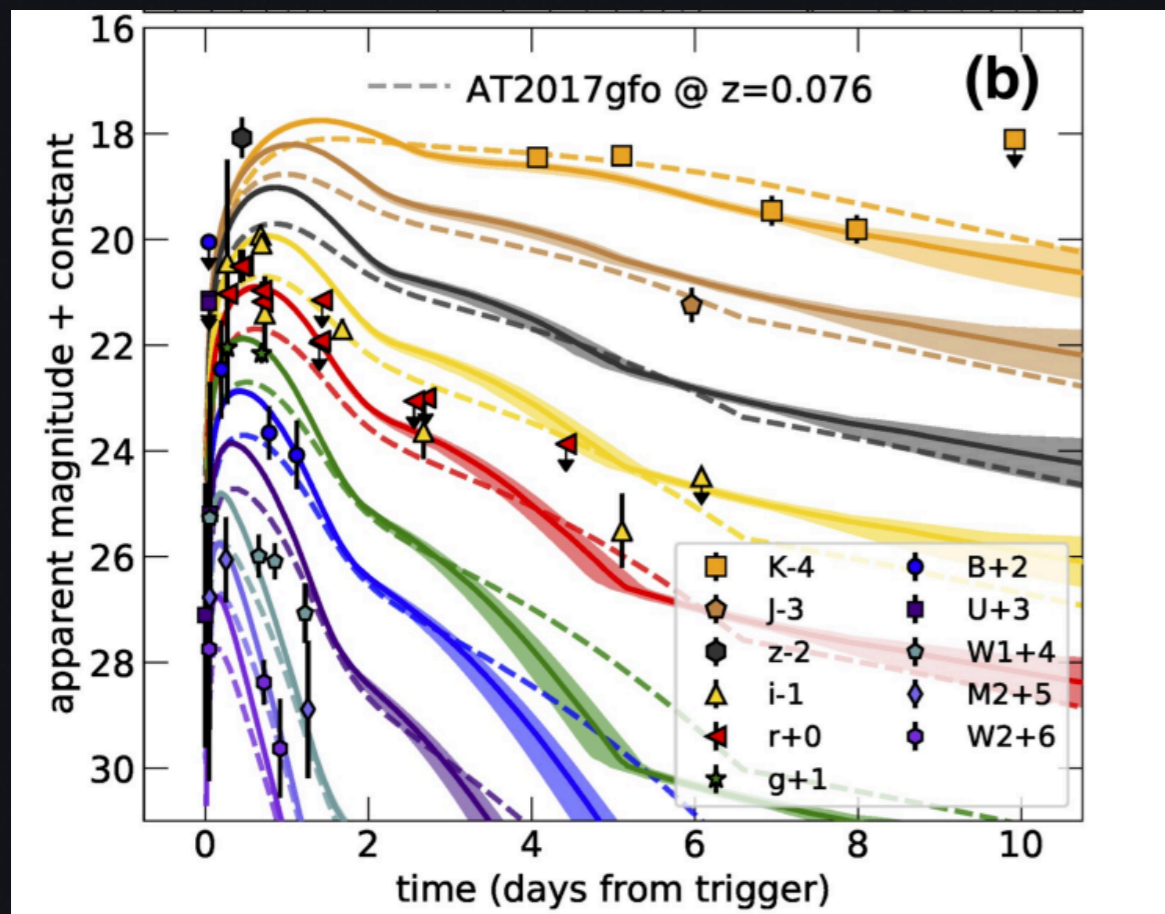 (b)
AT2017gfo @ z=0.076
16
18
20
22
24
26
28
30
apparent magnitude + constant
K-4
J-3
z-2
i-1
r+0
g+1
B+2
U+3
W1+4
M2+5
W2+6
0 2 4 6 8 10
time (days from trigger)